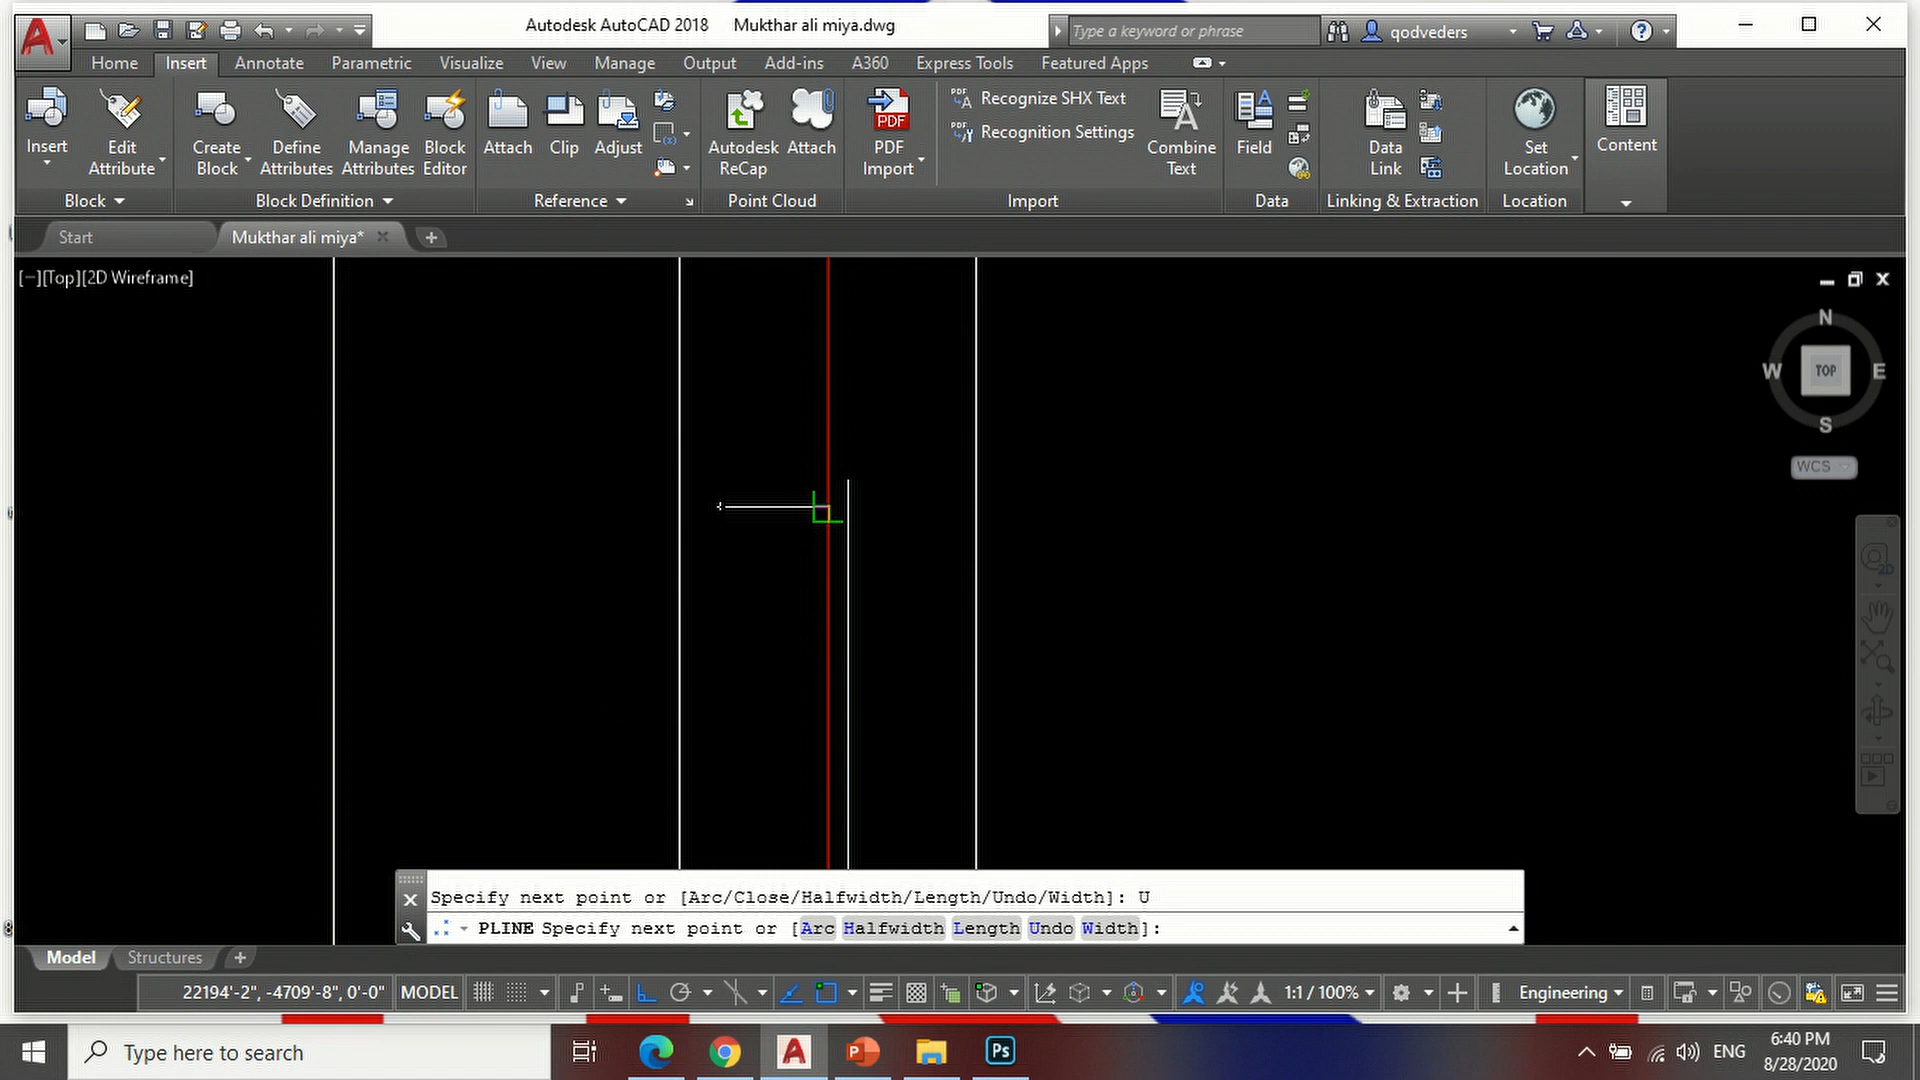 Autodesk AutoCAD 2018 Mukthar ali miya.dwg
Type a keyword or phrase
qodveders
Home Insert Annotate Parametric Visualize View Manage Output Add-ins A360 Express Tools Featured Apps
Insert
Edit Attribute
Create Block
Define Attributes
Manage Attributes
Block Editor
Attach
Clip
Adjust
Autodesk ReCap
Attach
PDF
PDF Import
PDF Recognize SHX Text
PDF Recognition Settings
Combine Text
Field
Data Link
Set Location
Content
Block Block Definition Reference Point Cloud Import Data Linking & Extraction Location
Start Mukthar ali miya*
[−][Top][2D Wireframe]
N
W TOP E
S
WCS
2D
Specify next point or [Arc/Close/Halfwidth/Length/Undo/Width]: U
PLINE Specify next point or [Arc Halfwidth Length Undo Width]:
Model Structures
22194'-2", -4709'-8", 0'-0" MODEL 1:1 / 100% Engineering
Type here to search
Ps
ENG
6:40 PM
8/28/2020